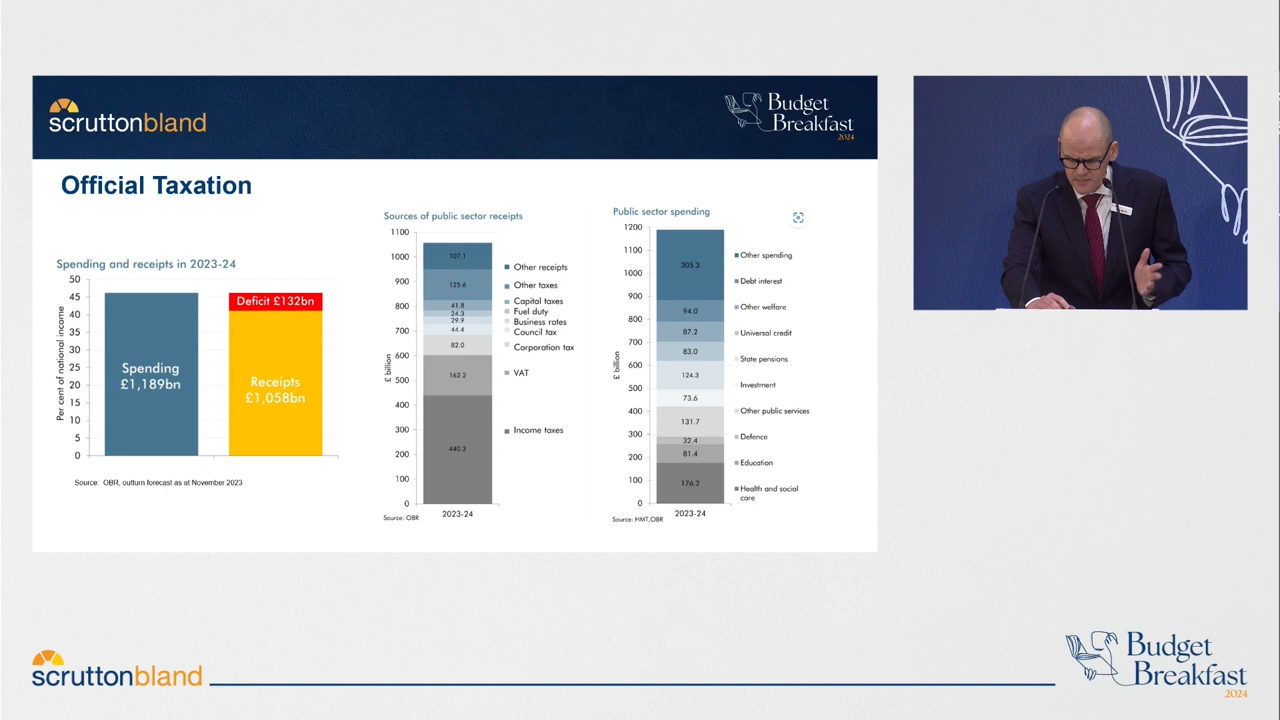 scruttonbland
Budget
Breakfast
2024
Official Taxation
Spending and receipts in 2023-24
Per cent of national income
50
45
40
35
30
25
20
15
10
5
0
Spending
£1,189bn
Deficit £132bn
Receipts
£1,058bn
Source: OBR, outturn forecast as at November 2023
Sources of public sector receipts
£ billion
1100
1000
900
800
700
600
500
400
300
200
100
0
107.1
125.6
41.8
24.3
29.9
44.4
82.0
162.2
440.3
2023-24
Other receipts
Other taxes
Capital taxes
Fuel duty
Business rates
Council tax
Corporation tax
VAT
Income taxes
Source: OBR
Public sector spending
£ billion
1200
1100
1000
900
800
700
600
500
400
300
200
100
0
305.3
94.0
87.2
83.0
124.3
73.6
131.7
32.4
81.4
176.2
2023-24
Other spending
Debt interest
Other welfare
Universal credit
State pensions
Investment
Other public services
Defence
Education
Health and social
care
Source: HMT,OBR
scruttonbland
Budget
Breakfast
2024